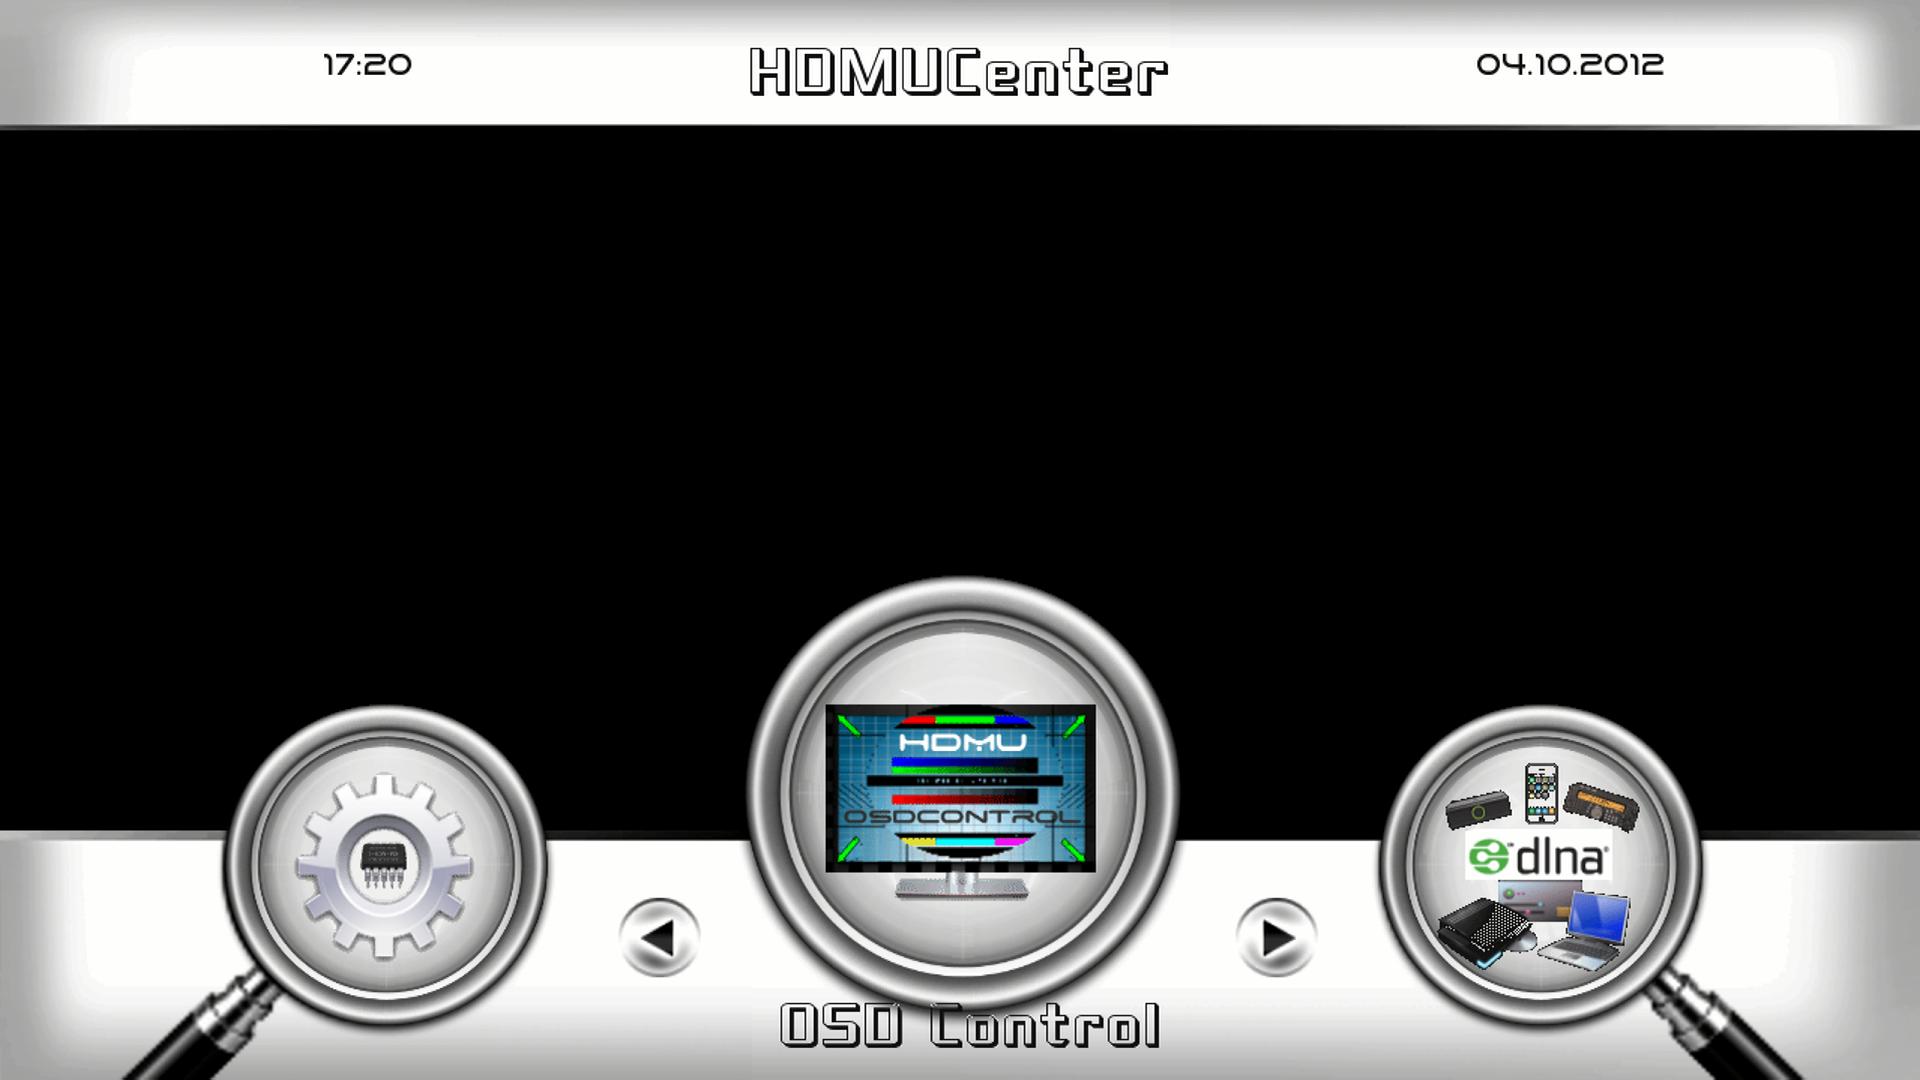 17:20
HDMUCenter
04.10.2012
HDMU
OSDCONTROL
dlna
OSD Control